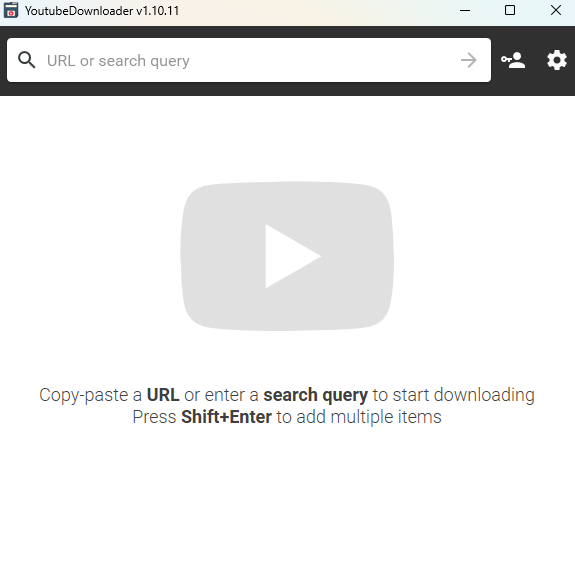 YoutubeDownloader v1.10.11
URL or search query
Copy-paste a URL or enter a search query to start downloading
Press Shift+Enter to add multiple items